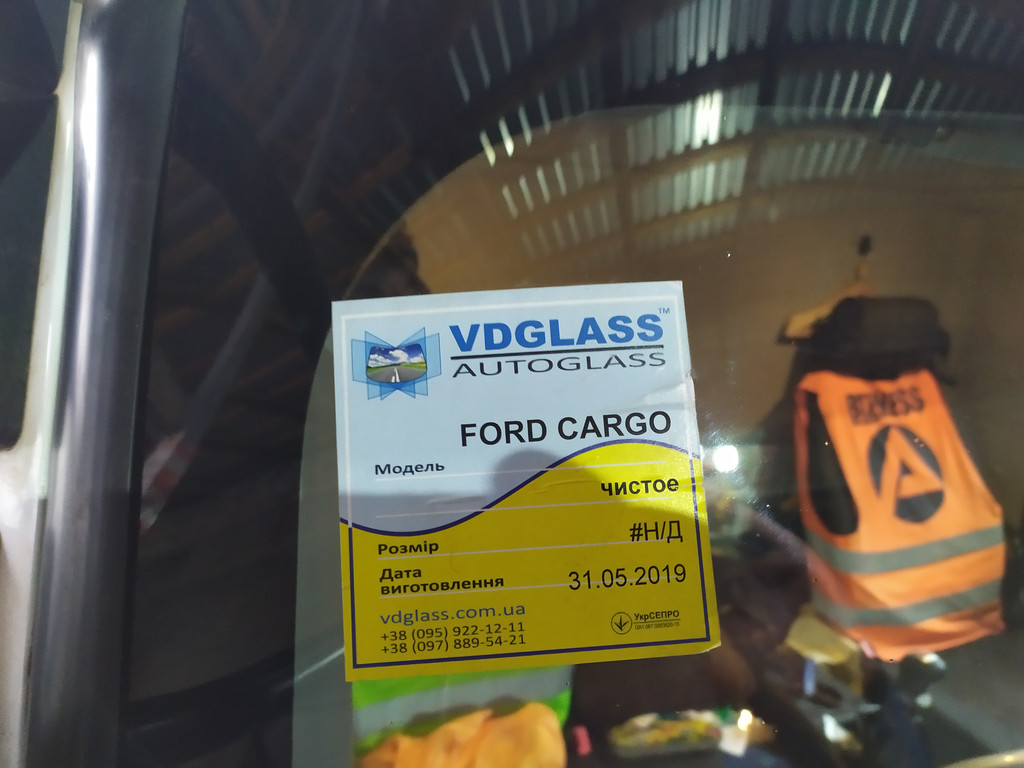 VDGLASS™
AUTOGLASS
FORD CARGO
Модель
чистое
Розмір #Н/Д
Дата
виготовлення 31.05.2019
vdglass.com.ua
+38 (095) 922-12-11
+38 (097) 889-54-21
УкрСЕПРО